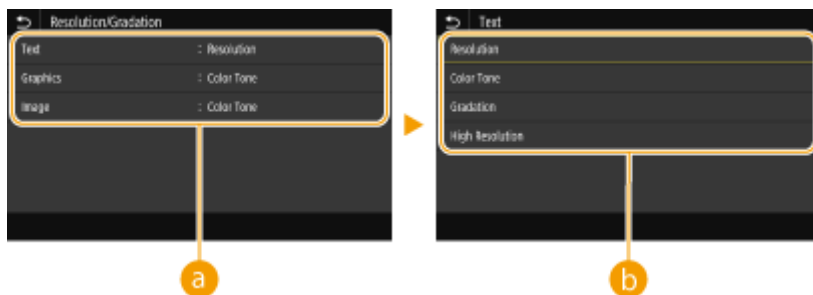 Resolution/Gradation
Text : Resolution
Graphics : Color Tone
Image : Color Tone
a
Text
Resolution
Color Tone
Gradation
High Resolution
b